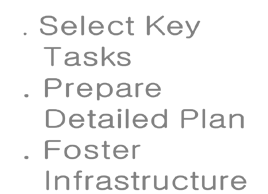 . Select Key
Tasks
. Prepare
Detailed Plan
. Foster
Infrastructure